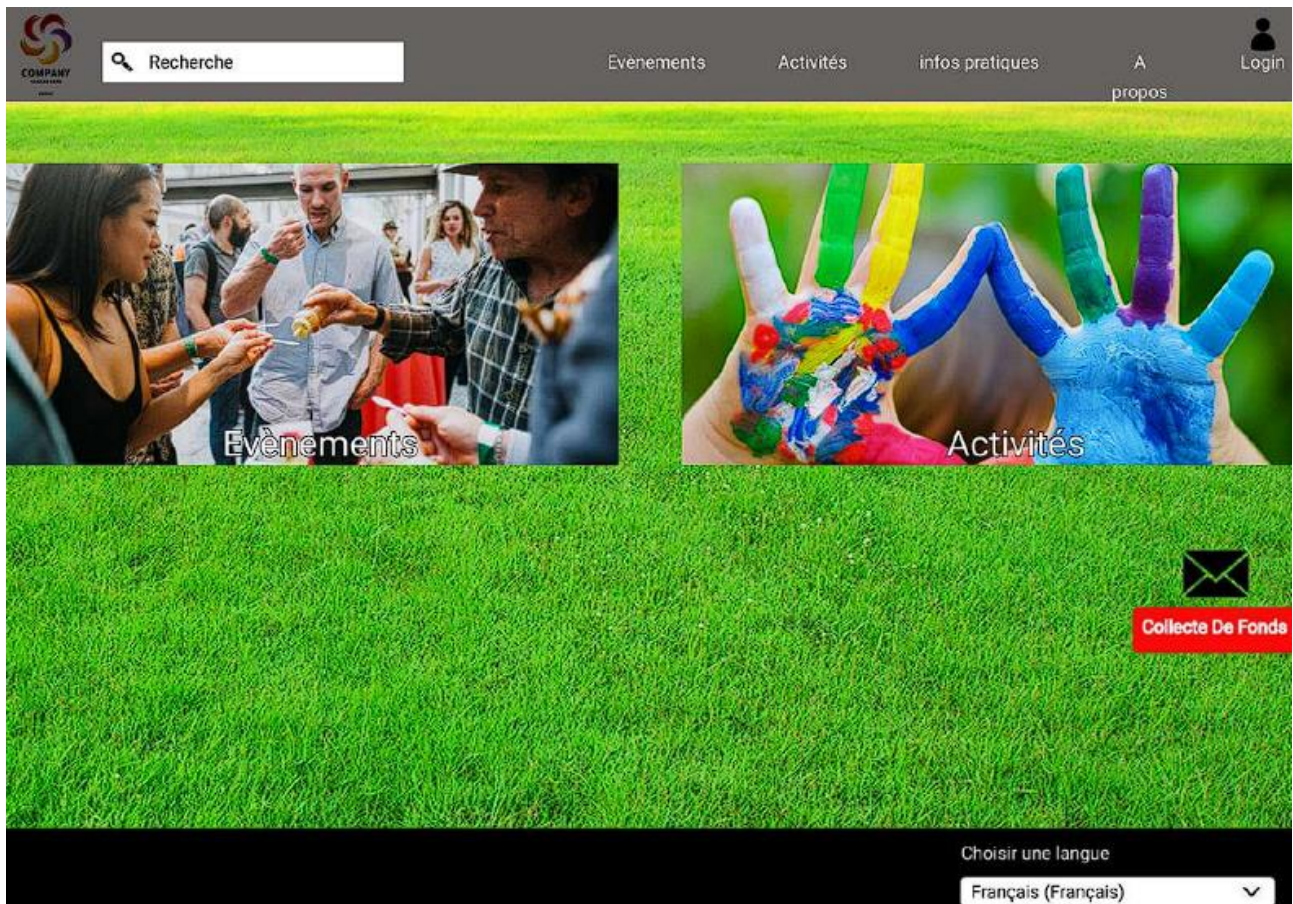 COMPANY
Recherche
Evènements
Activités
infos pratiques
A
propos
Login
Evènements
Activités
Collecte De Fonds
Choisir une langue
Français (Français)